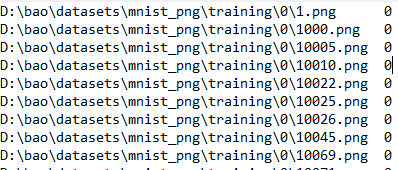 D:\bao\datasets\mnist_png\training\0\1.png 0
D:\bao\datasets\mnist_png\training\0\1000.png 0
D:\bao\datasets\mnist_png\training\0\10005.png 0
D:\bao\datasets\mnist_png\training\0\10010.png 0
D:\bao\datasets\mnist_png\training\0\10022.png 0
D:\bao\datasets\mnist_png\training\0\10025.png 0
D:\bao\datasets\mnist_png\training\0\10026.png 0
D:\bao\datasets\mnist_png\training\0\10045.png 0
D:\bao\datasets\mnist_png\training\0\10069.png 0